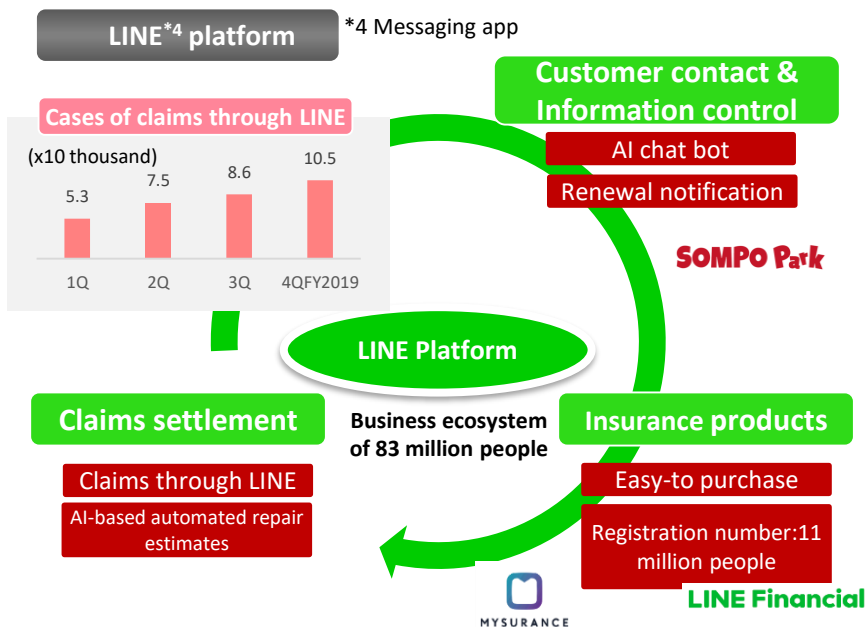 LINE*4 platform
*4 Messaging app
Customer contact &
Information control
AI chat bot
Renewal notification
SOMPO Park
Cases of claims through LINE
(x10 thousand)
5.3
7.5
8.6
10.5
1Q
2Q
3Q
4QFY2019
LINE Platform
Business ecosystem
of 83 million people
Claims settlement
Claims through LINE
AI-based automated repair
estimates
Insurance products
Easy-to purchase
Registration number:11
million people
MYSURANCE
LINE Financial